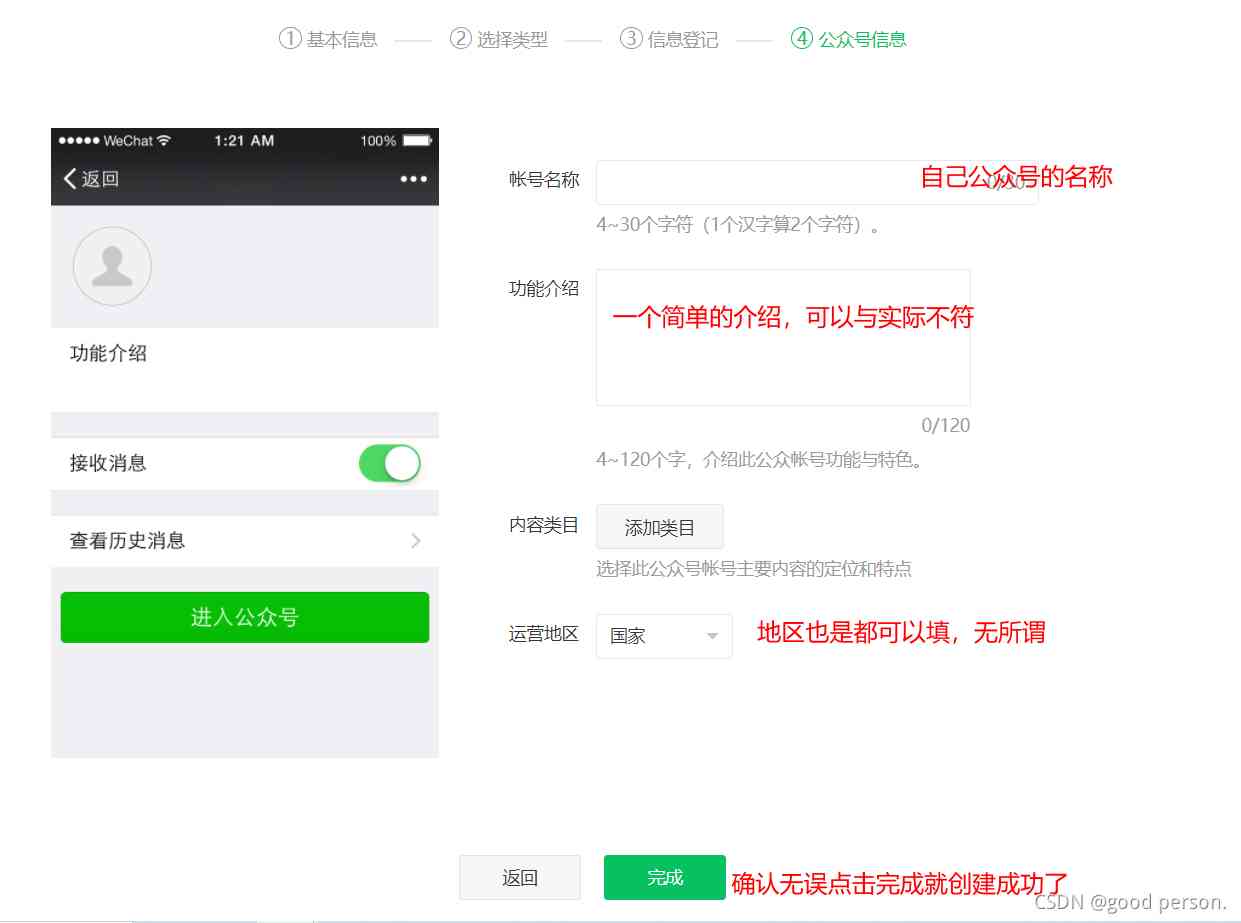 ① 基本信息 ② 选择类型 ③ 信息登记 ④ 公众号信息
WeChat 1:21 AM 100%
返回
功能介绍
接收消息
查看历史消息
进入公众号
帐号名称 自己公众号的名称
4~30个字符（1个汉字算2个字符）。
功能介绍
一个简单的介绍，可以与实际不符
0/120
4~120个字，介绍此公众帐号功能与特色。
内容类目 添加类目
选择此公众号帐号主要内容的定位和特点
运营地区 国家 地区也是都可以填，无所谓
返回 完成 确认无误点击完成就创建成功了
CSDN @good person.